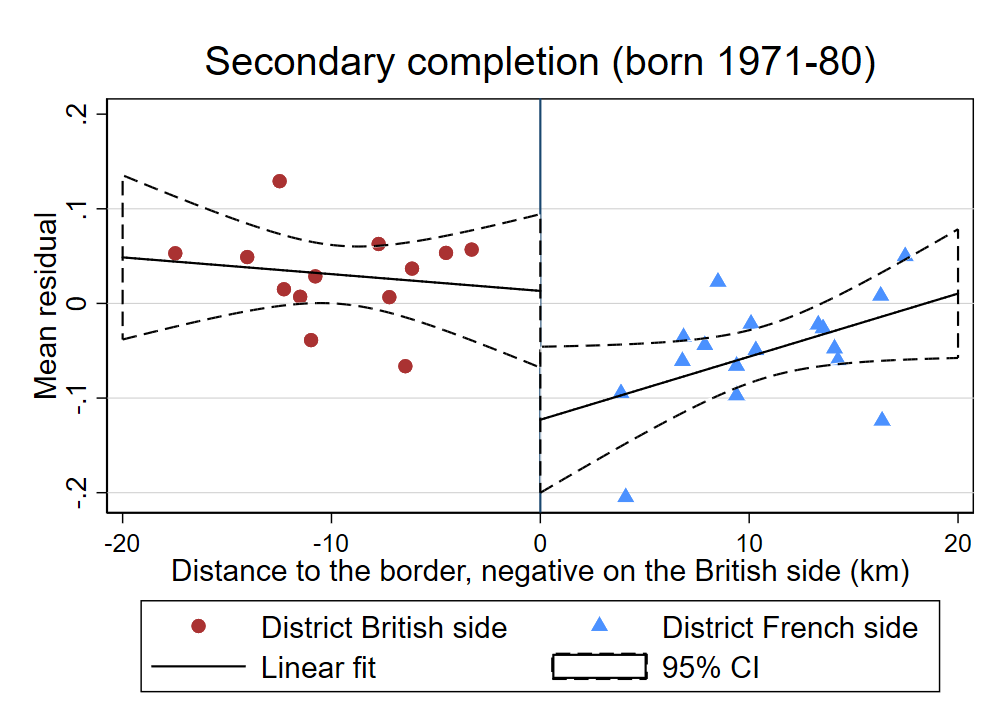 Secondary completion (born 1971-80)
.2
.1
0
-.1
-.2
Mean residual
-20 -10 0 10 20
Distance to the border, negative on the British side (km)
District British side District French side
Linear fit 95% CI